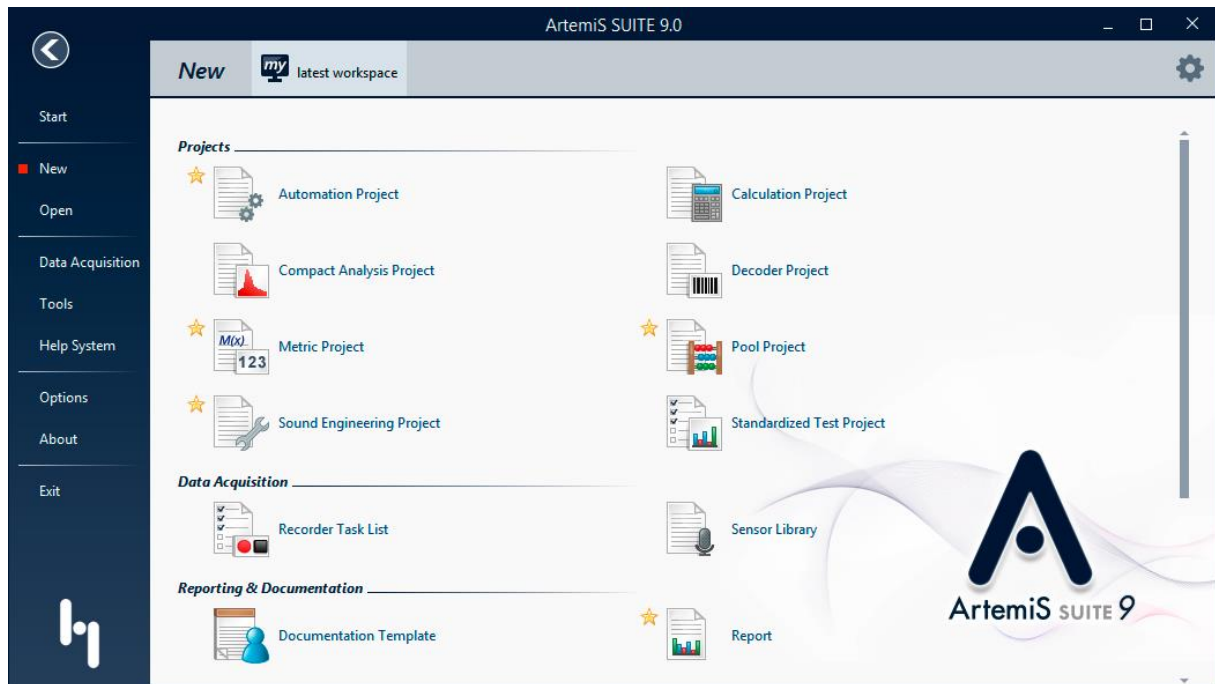 ArtemiS SUITE 9.0
New
my latest workspace
Start
New
Open
Data Acquisition
Tools
Help System
Options
About
Exit
Projects
Automation Project
Calculation Project
Compact Analysis Project
Decoder Project
M(x)
123
Metric Project
Pool Project
Sound Engineering Project
Standardized Test Project
Data Acquisition
Recorder Task List
Sensor Library
Reporting & Documentation
Documentation Template
Report
ArtemiS SUITE 9